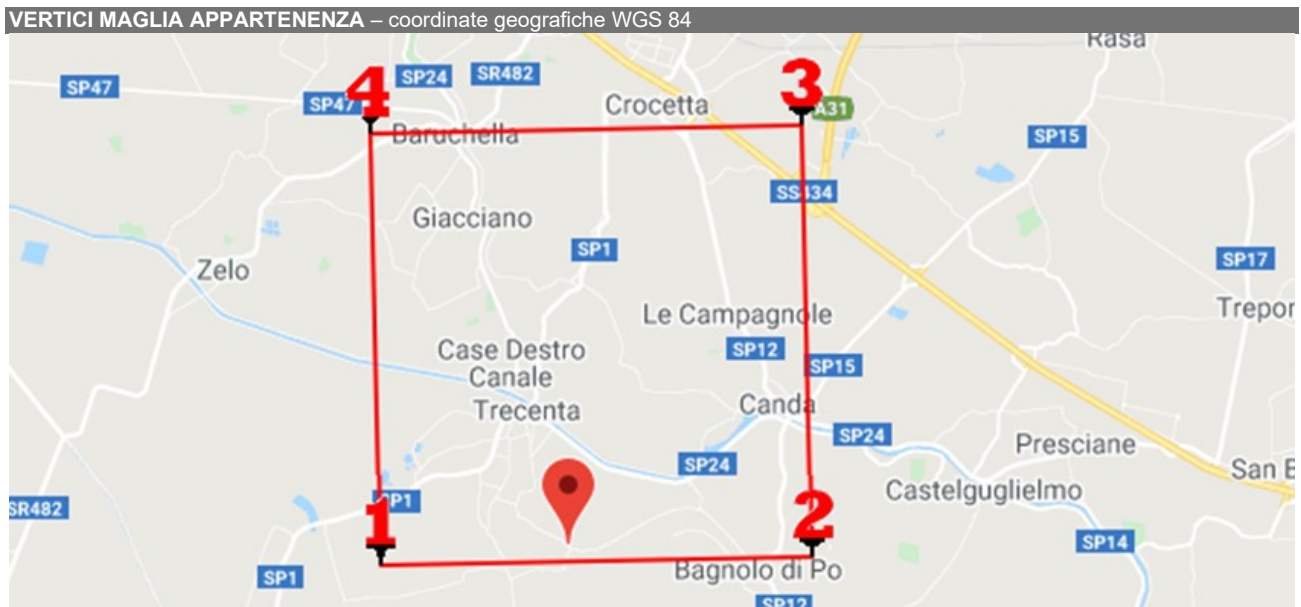 VERTICI MAGLIA APPARTENENZA – coordinate geografiche WGS 84
Rasa
SP47
SP24
SR482
4
SP47
3
Crocetta
A31
Baruchella
SP15
SS434
Giacciano
SP1
Zelo
SP17
Le Campagnole
Trepor
Case Destro
Canale
SP12
SP15
Trecenta
Canda
SP24
Presciane
SP24
San B
Castelguglielmo
SP1
SR482
1
2
SP14
Bagnolo di Po
SP1
SP12